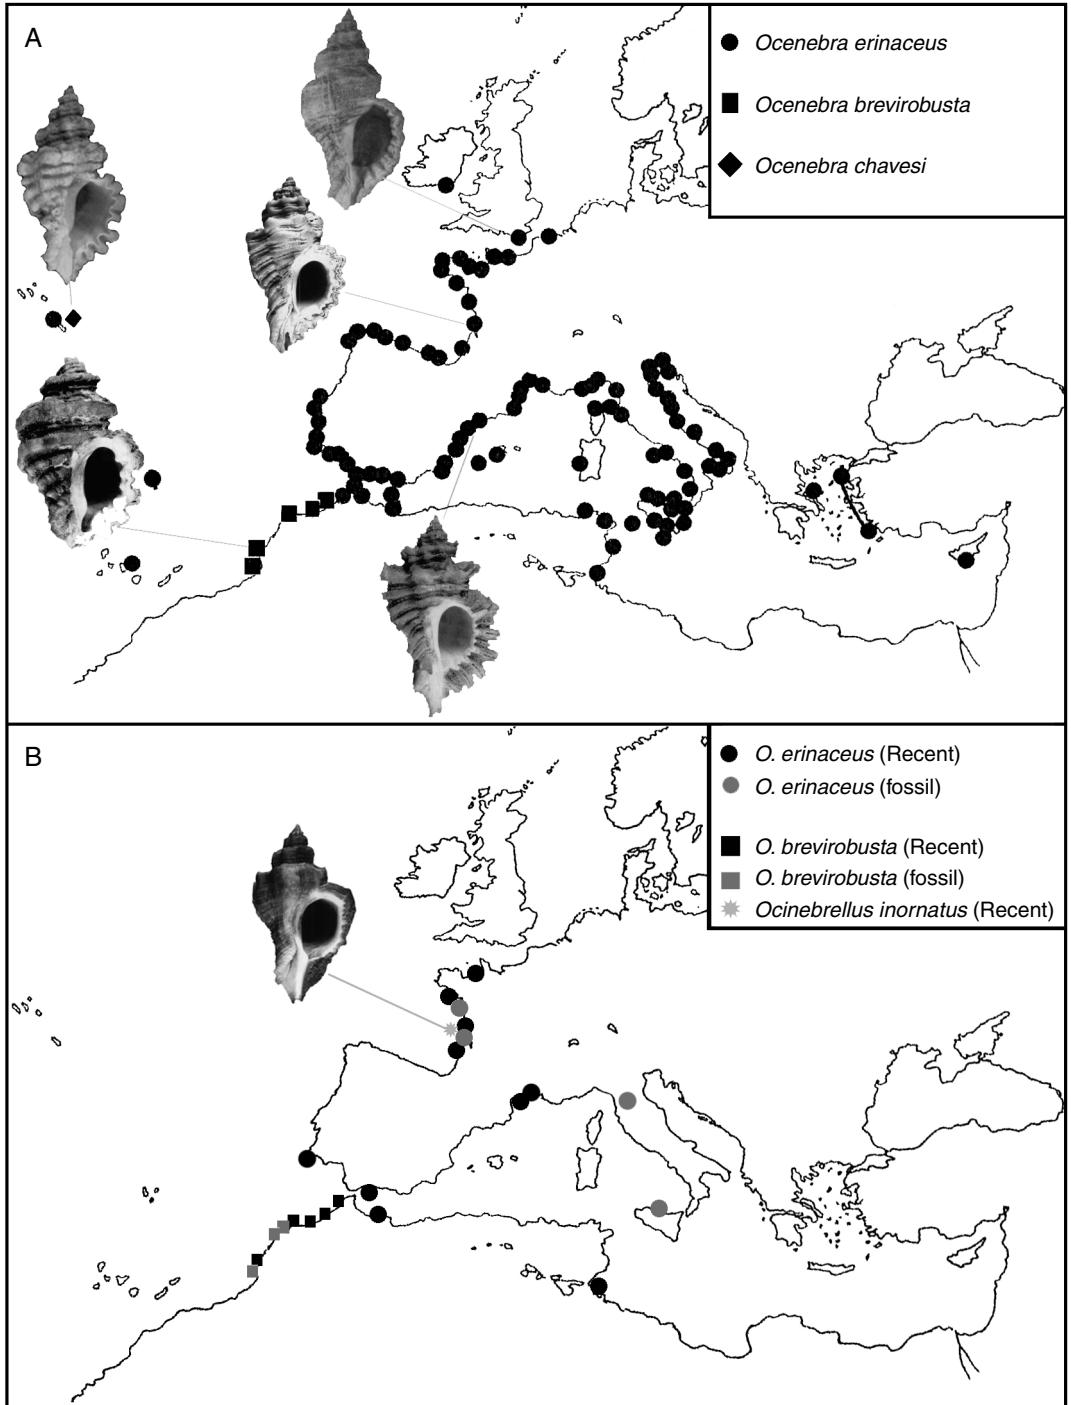 A
Ocenebra erinaceus
Ocenebra brevirobusta
Ocenebra chavesi
B
O. erinaceus (Recent)
O. erinaceus (fossil)
O. brevirobusta (Recent)
O. brevirobusta (fossil)
Ocinebrellus inornatus (Recent)